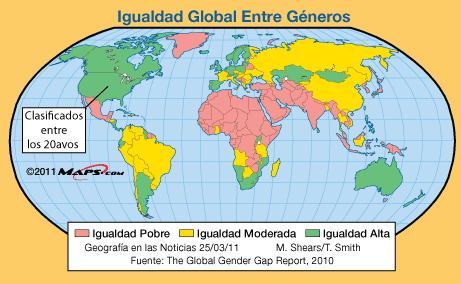 Igualdad Global Entre Géneros
Clasificados
entre
los 20avos
©2011 MAPS.com
Igualdad Pobre Igualdad Moderada Igualdad Alta
Geografía en las Noticias 25/03/11 M. Shears/T. Smith
Fuente: The Global Gender Gap Report, 2010